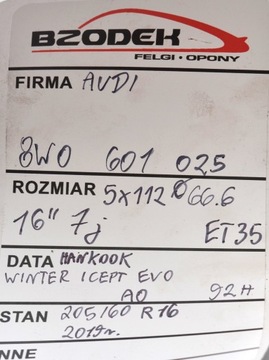 BZODEK
FELGI · OPONY
FIRMA AUDI
8W0 601 025
ROZMIAR 5x112 Ø66.6
16" 7j ET35
DATA HANKOOK
WINTER ICEPT EVO
AO 92H
STAN 205/60 R16
2019r.
NNE